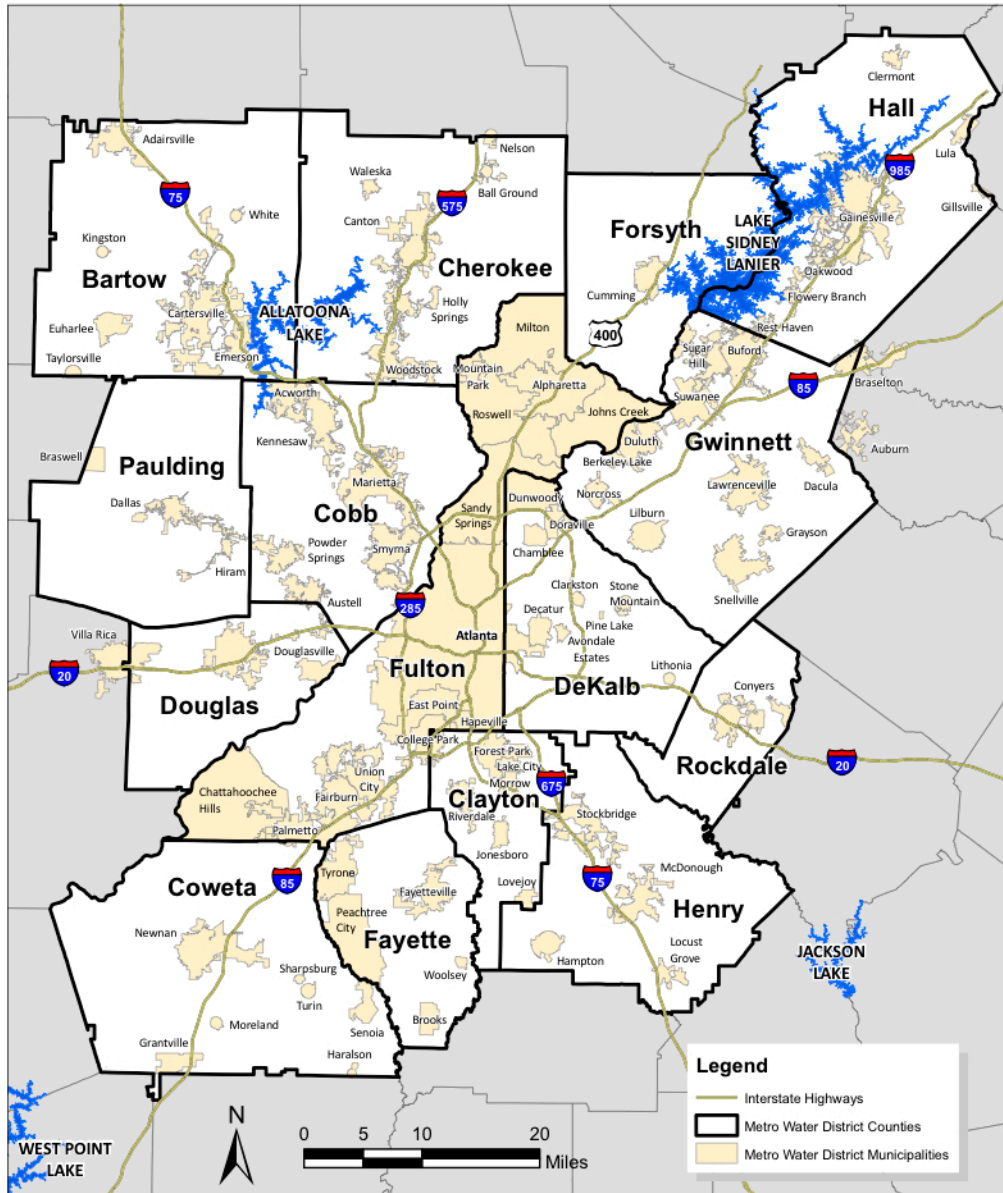 Clermont
Hall
Adairsville
Nelson
Lula
985
Waleska
Ball Ground
75
575
Gillsville
White
Canton
Gainesville
Forsyth
LAKE
SIDNEY
LANIER
Kingston
Bartow
Cherokee
Oakwood
Cumming
Flowery Branch
Holly
Springs
Cartersville
ALLATOONA
LAKE
Euharlee
Milton
400
Rest Haven
Emerson
Sugar
Hill
Buford
Taylorsville
Woodstock
Mountain
Park
Alpharetta
85
Braselton
Acworth
Suwanee
Roswell
Johns Creek
Kennesaw
Duluth
Gwinnett
Auburn
Braswell
Paulding
Berkeley Lake
Marietta
Lawrenceville
Dacula
Norcross
Dunwoody
Dallas
Cobb
Sandy
Springs
Lilburn
Doraville
Grayson
Powder
Springs
Smyrna
Chamblee
Hiram
Clarkston
Stone
Mountain
Snellville
Austell
285
Decatur
Pine Lake
Villa Rica
Atlanta
Avondale
Estates
Douglasville
20
Fulton
Lithonia
DeKalb
Conyers
Douglas
East Point
Hapeville
College Park
Forest Park
Rockdale
20
Lake City
Union
City
675
Morrow
Chattahoochee
Hills
Fairburn
Clayton
Riverdale
Stockbridge
Palmetto
Jonesboro
McDonough
Tyrone
Coweta
85
75
Lovejoy
Fayetteville
Henry
Peachtree
City
Newnan
Fayette
Locust
Grove
JACKSON
LAKE
Hampton
Sharpsburg
Woolsey
Turin
Moreland
Senoia
Brooks
Grantville
Haralson
Legend
Interstate Highways
Metro Water District Counties
Metro Water District Municipalities
N
0 5 10 20
Miles
WEST POINT
LAKE